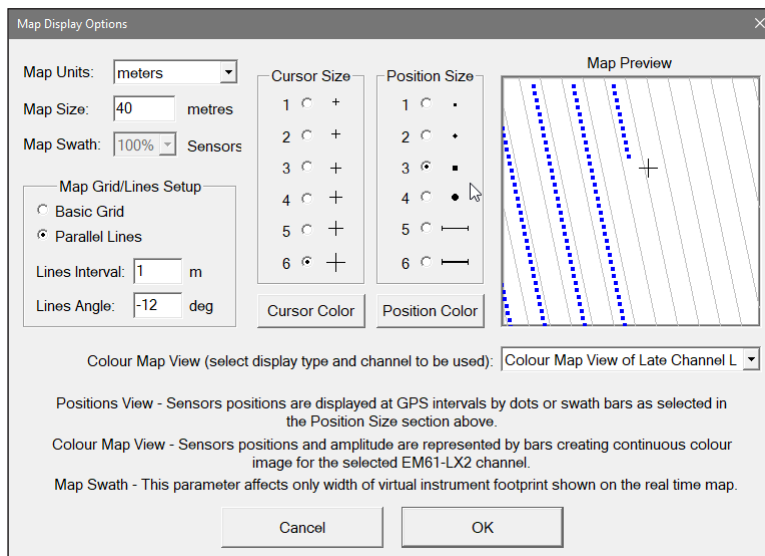 Map Display Options
Map Units: meters
Map Size: 40 metres
Map Swath: 100% Sensors
Map Grid/Lines Setup
Basic Grid
Parallel Lines
Lines Interval: 1 m
Lines Angle: -12 deg
Cursor Size
1
2
3
4
5
6
Cursor Color
Position Size
1
2
3
4
5
6
Position Color
Map Preview
Colour Map View (select display type and channel to be used): Colour Map View of Late Channel L
Positions View - Sensors positions are displayed at GPS intervals by dots or swath bars as selected in
the Position Size section above.
Colour Map View - Sensors positions and amplitude are represented by bars creating continuous colour
image for the selected EM61-LX2 channel.
Map Swath - This parameter affects only width of virtual instrument footprint shown on the real time map.
Cancel
OK